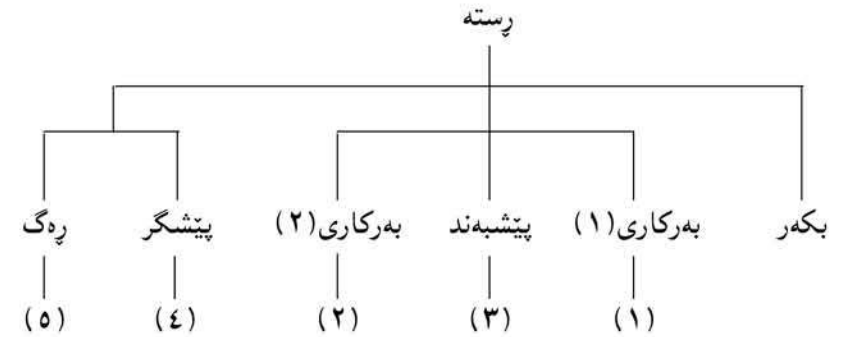 ڕستە
بکەر بەرکاری(١) پێشبەند بەرکاری(٢) پێشگر ڕەگ
(١) (٣) (٢) (٤) (٥)